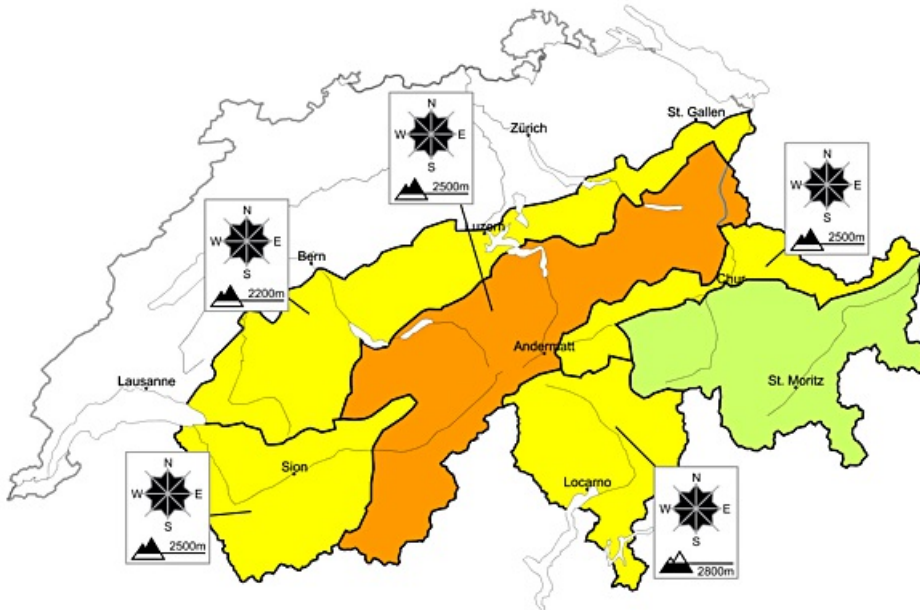 St. Gallen
Zürich
N
W E
S
2500m
N
W E
S
2500m
N
W E
S
2200m
Luzern
Bern
Chur
Andermatt
Lausanne
St. Moritz
N
W E
S
2500m
Sion
Locarno
N
W E
S
2800m